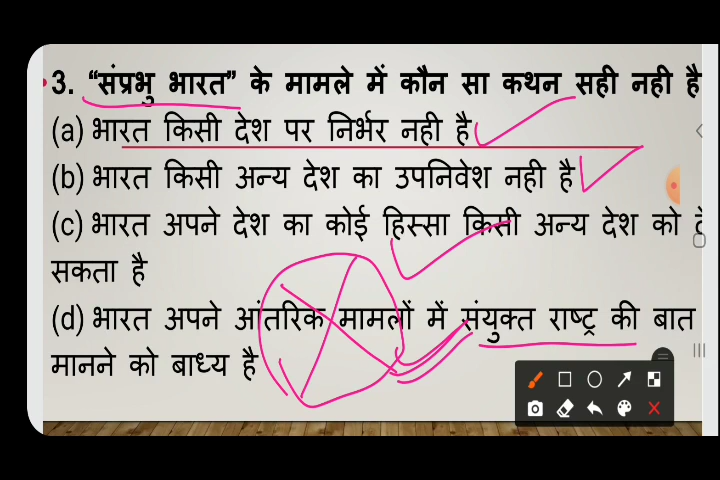 3. “संप्रभु भारत” के मामले में कौन सा कथन सही नही है
(a) भारत किसी देश पर निर्भर नही है
(b) भारत किसी अन्य देश का उपनिवेश नही है
(c) भारत अपने देश का कोई हिस्सा किसी अन्य देश को
सकता है
(d) भारत अपने आंतरिक मामलों में संयुक्त राष्ट्र की बात
मानने को बाध्य है